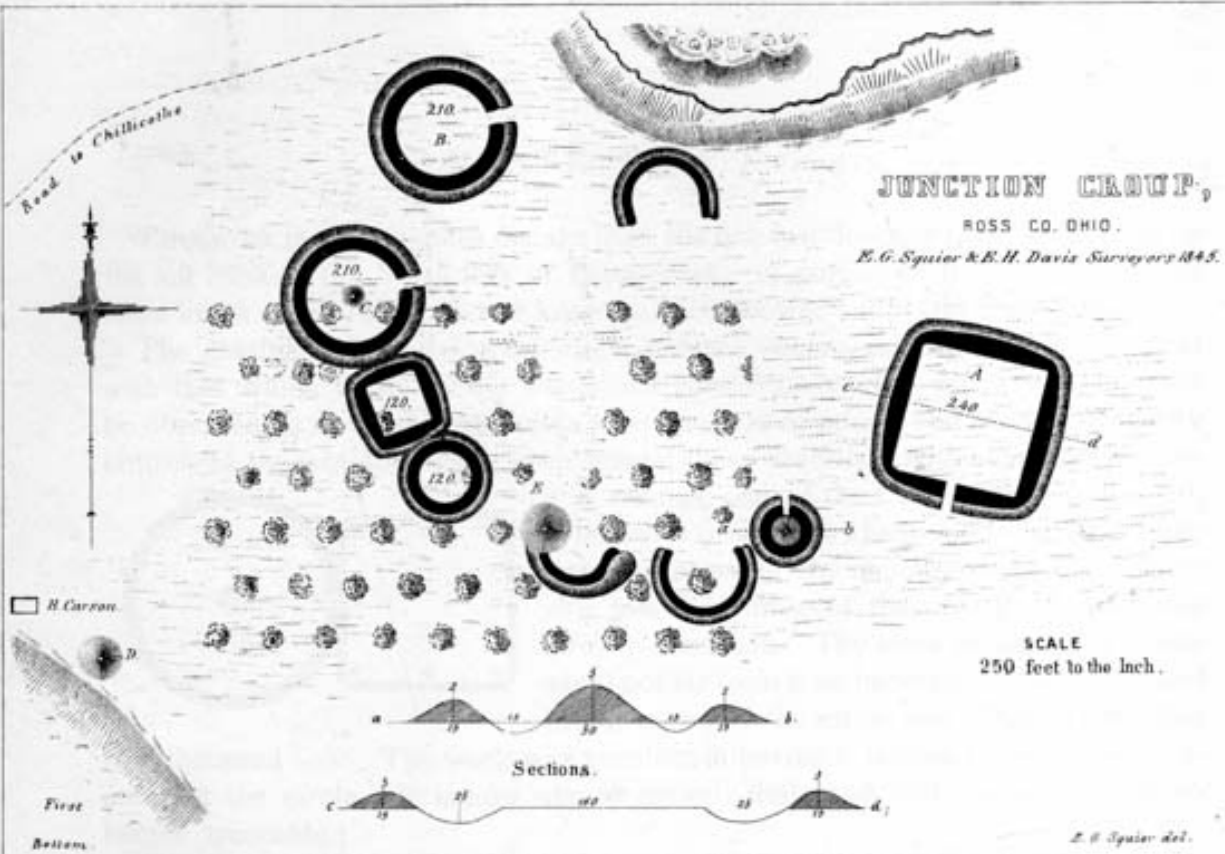 Road to Chillicothe
210.
B.
JUNCTION GROUP,
ROSS CO. OHIO.
E. G. Squier & E. H. Davis Surveyors 1845.
210.
C
120.
120.
A
240
c
d
E
a
b
H. Carson.
D.
SCALE
250 feet to the Inch.
a
b.
Sections.
c
d;
First
Bottom.
E. G. Squier del.